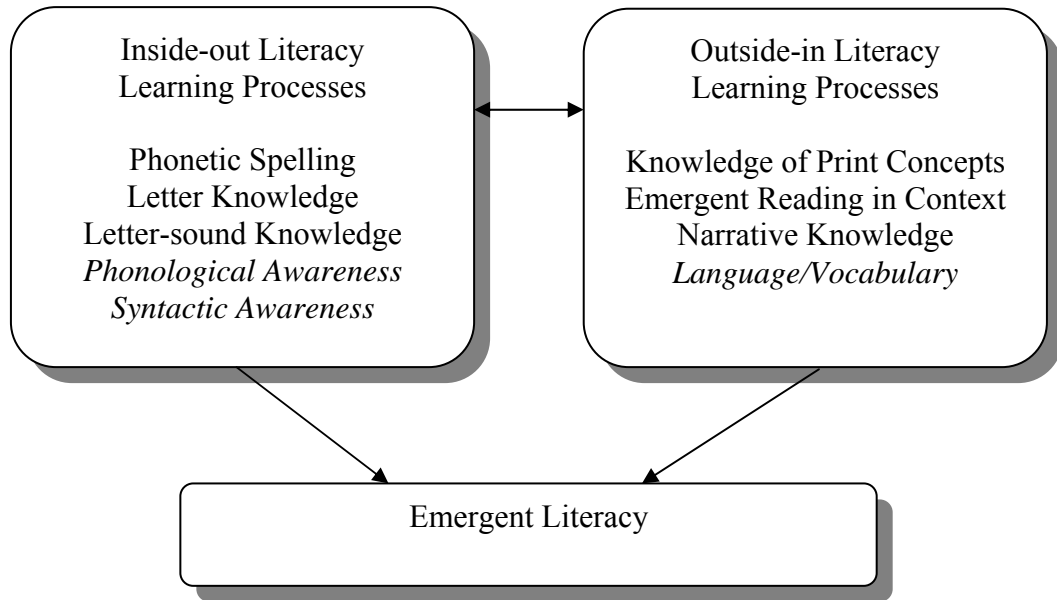 Inside-out Literacy
Learning Processes
Phonetic Spelling
Letter Knowledge
Letter-sound Knowledge
Phonological Awareness
Syntactic Awareness
Outside-in Literacy
Learning Processes
Knowledge of Print Concepts
Emergent Reading in Context
Narrative Knowledge
Language/Vocabulary
Emergent Literacy